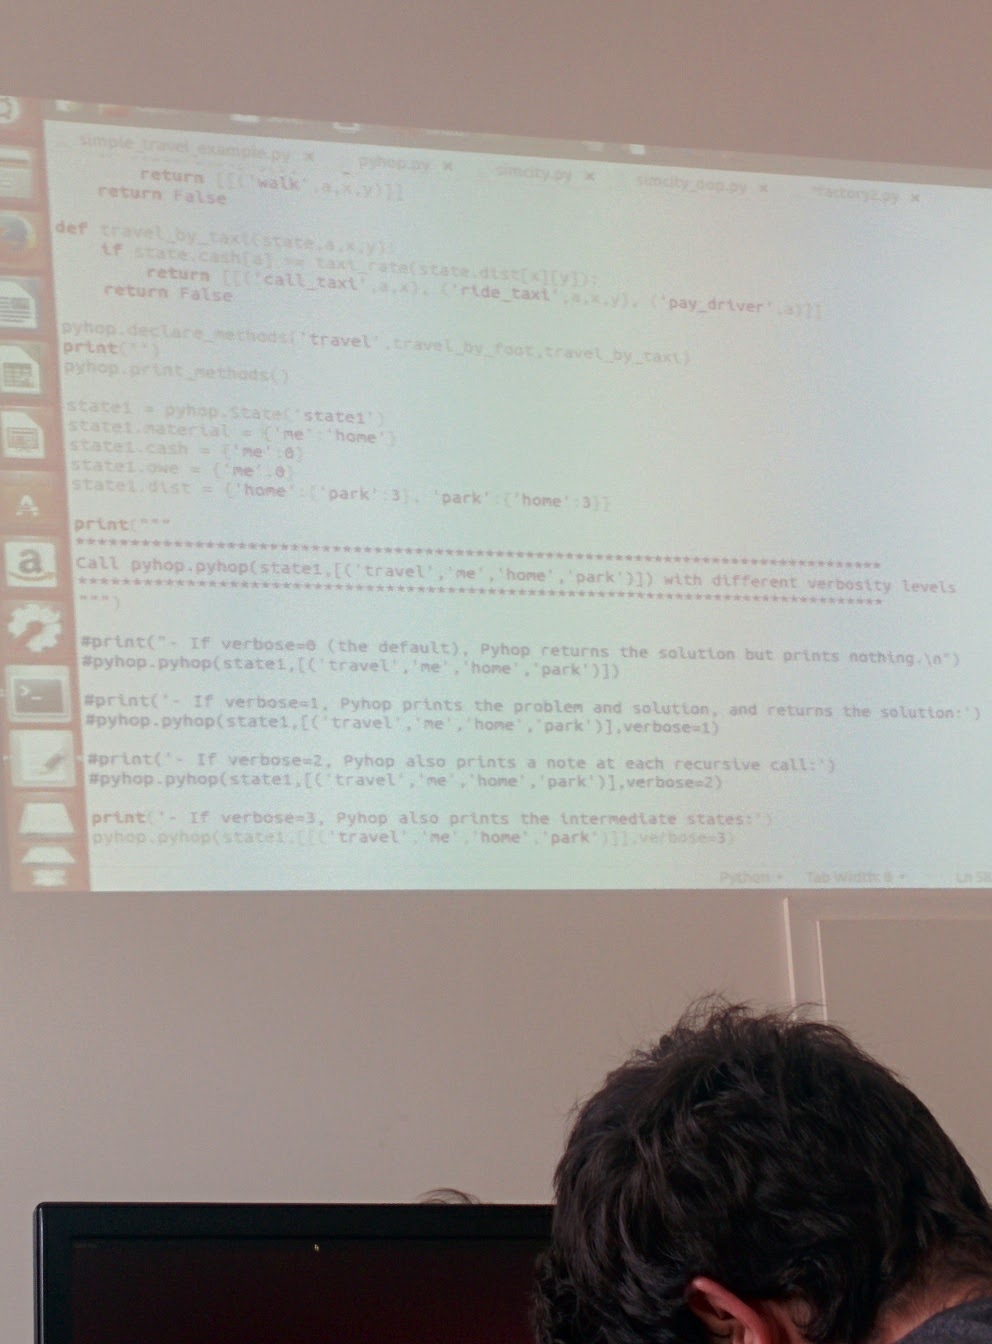 simple_travel_example.py × pyhop.py × simcity.py × simcity_oop.py × *factory2.py ×
return [[('walk',a,x,y)]]
return False
def travel_by_taxi(state,a,x,y):
if state.cash[a] >= taxi_rate(state.dist[x][y]):
return [[('call_taxi',a,x), ('ride_taxi',a,x,y), ('pay_driver',a)]]
return False
pyhop.declare_methods('travel',travel_by_foot,travel_by_taxi)
print('')
pyhop.print_methods()
state1 = pyhop.State('state1')
state1.material = {'me':'home'}
state1.cash = {'me':0}
state1.owe = {'me':0}
state1.dist = {'home':{'park':3}, 'park':{'home':3}}
print("""
********************************************************************************
Call pyhop.pyhop(state1,[('travel','me','home','park')]) with different verbosity levels
********************************************************************************
""")
#print("- If verbose=0 (the default), Pyhop returns the solution but prints nothing.\n")
#pyhop.pyhop(state1,[('travel','me','home','park')])
#print('- If verbose=1, Pyhop prints the problem and solution, and returns the solution:')
#pyhop.pyhop(state1,[('travel','me','home','park')],verbose=1)
#print('- If verbose=2, Pyhop also prints a note at each recursive call:')
#pyhop.pyhop(state1,[('travel','me','home','park')],verbose=2)
print('- If verbose=3, Pyhop also prints the intermediate states:')
pyhop.pyhop(state1,[[('travel','me','home','park')]],verbose=3)
Python Tab Width: 8 Ln 58